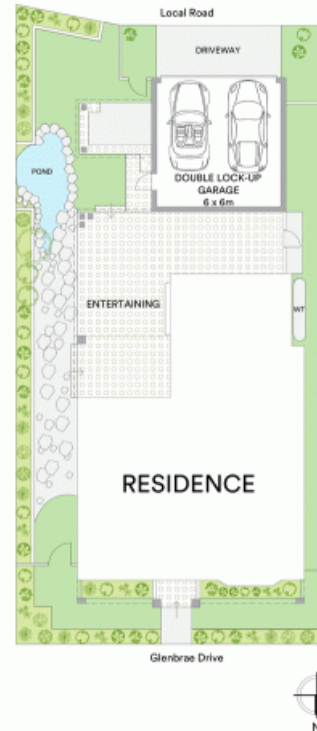 Local Road
DRIVEWAY
POND
DOUBLE LOCK-UP
GARAGE
6 x 6m
ENTERTAINING
WT
RESIDENCE
Glenbrae Drive
N